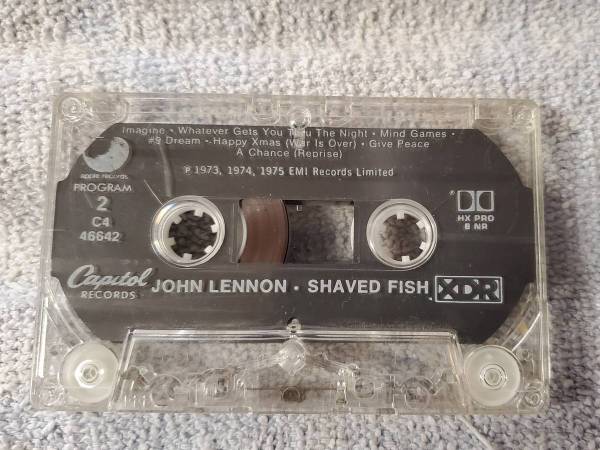 Imagine • Whatever Gets You Thru The Night • Mind Games •
#9 Dream • Happy Xmas (War Is Over) • Give Peace
A Chance (Reprise)
℗ 1973, 1974, 1975 EMI Records Limited
apple records
PROGRAM
2
C4
46642
HX PRO
B NR
Capitol
RECORDS
JOHN LENNON • SHAVED FISH
XDR